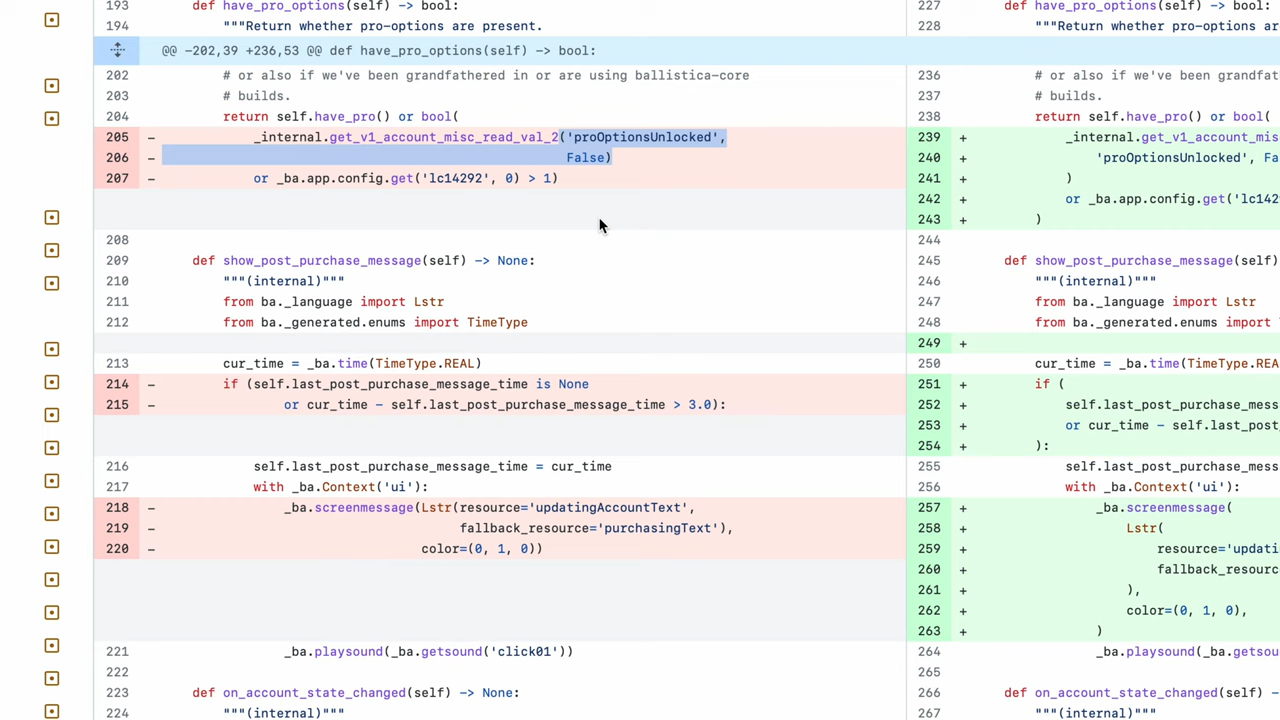 193 def have_pro_options(self) -> bool:
194 """Return whether pro-options are present.
@@ -202,39 +236,53 @@ def have_pro_options(self) -> bool:
202 # or also if we've been grandfathered in or are using ballistica-core
203 # builds.
204 return self.have_pro() or bool(
205 - _internal.get_v1_account_misc_read_val_2('proOptionsUnlocked',
206 - False)
207 - or _ba.app.config.get('lc14292', 0) > 1)
208
209 def show_post_purchase_message(self) -> None:
210 """(internal)"""
211 from ba._language import Lstr
212 from ba._generated.enums import TimeType
213 cur_time = _ba.time(TimeType.REAL)
214 - if (self.last_post_purchase_message_time is None
215 - or cur_time - self.last_post_purchase_message_time > 3.0):
216 self.last_post_purchase_message_time = cur_time
217 with _ba.Context('ui'):
218 - _ba.screenmessage(Lstr(resource='updatingAccountText',
219 - fallback_resource='purchasingText'),
220 - color=(0, 1, 0))
221 _ba.playsound(_ba.getsound('click01'))
222
223 def on_account_state_changed(self) -> None:
224 """(internal)"""
227 def have_pro_options(self) -> bool:
228 """Return whether pro-options are
236 # or also if we've been grandfat
237 # builds.
238 return self.have_pro() or bool(
239 + _internal.get_v1_account_mis
240 + 'proOptionsUnlocked', Fa
241 + )
242 + or _ba.app.config.get('lc142
243 + )
244
245 def show_post_purchase_message(self)
246 """(internal)"""
247 from ba._language import Lstr
248 from ba._generated.enums import T
249 +
250 cur_time = _ba.time(TimeType.REA
251 + if (
252 + self.last_post_purchase_mess
253 + or cur_time - self.last_post
254 + ):
255 self.last_post_purchase_mess
256 with _ba.Context('ui'):
257 + _ba.screenmessage(
258 + Lstr(
259 + resource='updati
260 + fallback_resourc
261 + ),
262 + color=(0, 1, 0),
263 + )
264 _ba.playsound(_ba.getsou
265
266 def on_account_state_changed(self) -
267 """(internal)"""